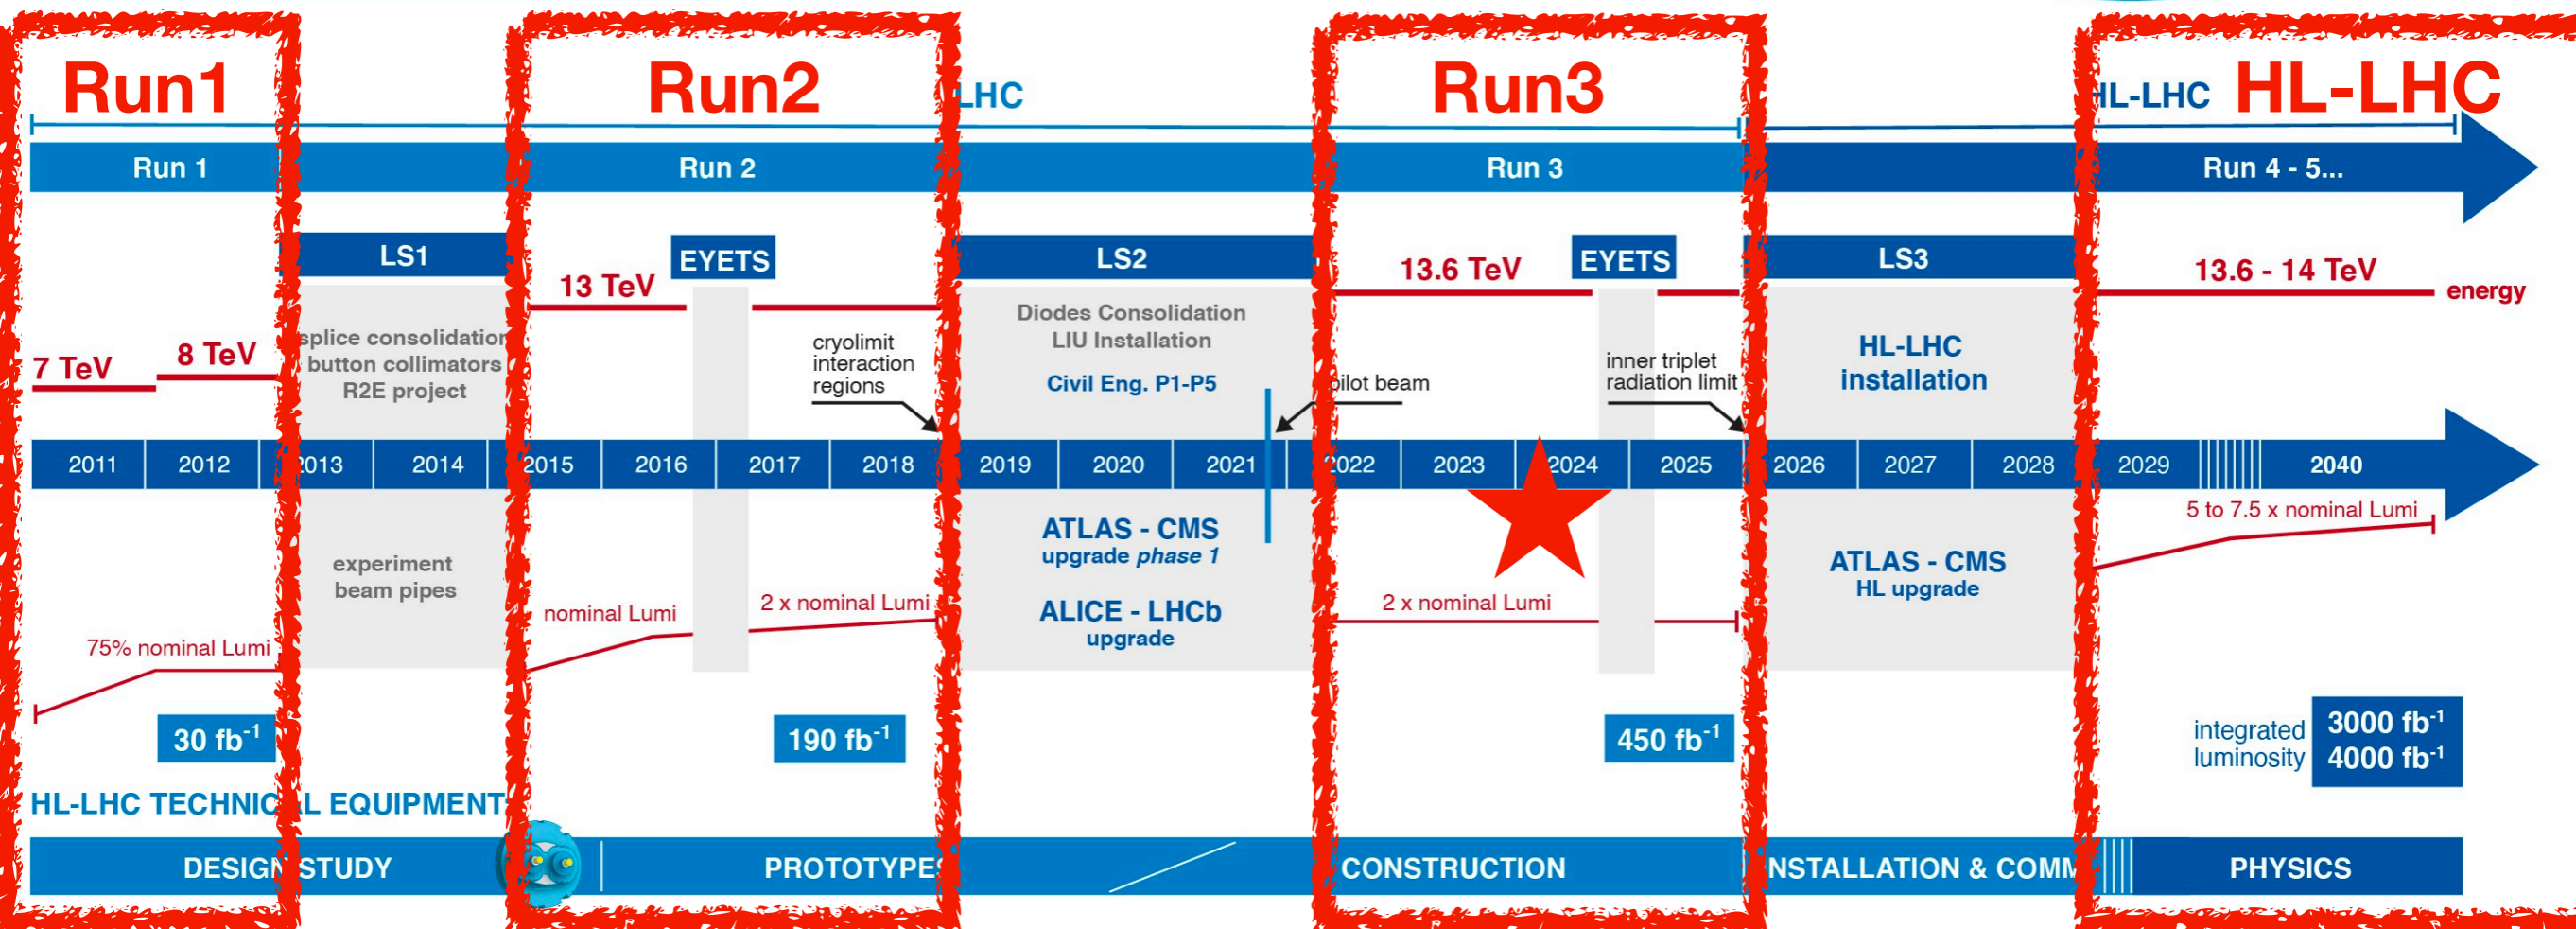 Run1
Run2
LHC
Run3
HL-LHC
HL-LHC
Run 1
Run 2
Run 3
Run 4 - 5...
LS1
EYETS
LS2
EYETS
LS3
7 TeV
8 TeV
13 TeV
13.6 TeV
13.6 - 14 TeV
energy
splice consolidation
button collimators
R2E project
cryolimit
interaction
regions
Diodes Consolidation
LIU Installation
Civil Eng. P1-P5
pilot beam
inner triplet
radiation limit
HL-LHC
installation
2011 2012 2013 2014 2015 2016 2017 2018 2019 2020 2021 2022 2023 2024 2025 2026 2027 2028 2029 2040
experiment
beam pipes
ATLAS - CMS
upgrade phase 1
ALICE - LHCb
upgrade
ATLAS - CMS
HL upgrade
75% nominal Lumi
nominal Lumi
2 x nominal Lumi
2 x nominal Lumi
5 to 7.5 x nominal Lumi
30 fb⁻¹
190 fb⁻¹
450 fb⁻¹
integrated
luminosity
3000 fb⁻¹
4000 fb⁻¹
HL-LHC TECHNICAL EQUIPMENT
DESIGN STUDY
PROTOTYPES
CONSTRUCTION
NSTALLATION & COMM
PHYSICS